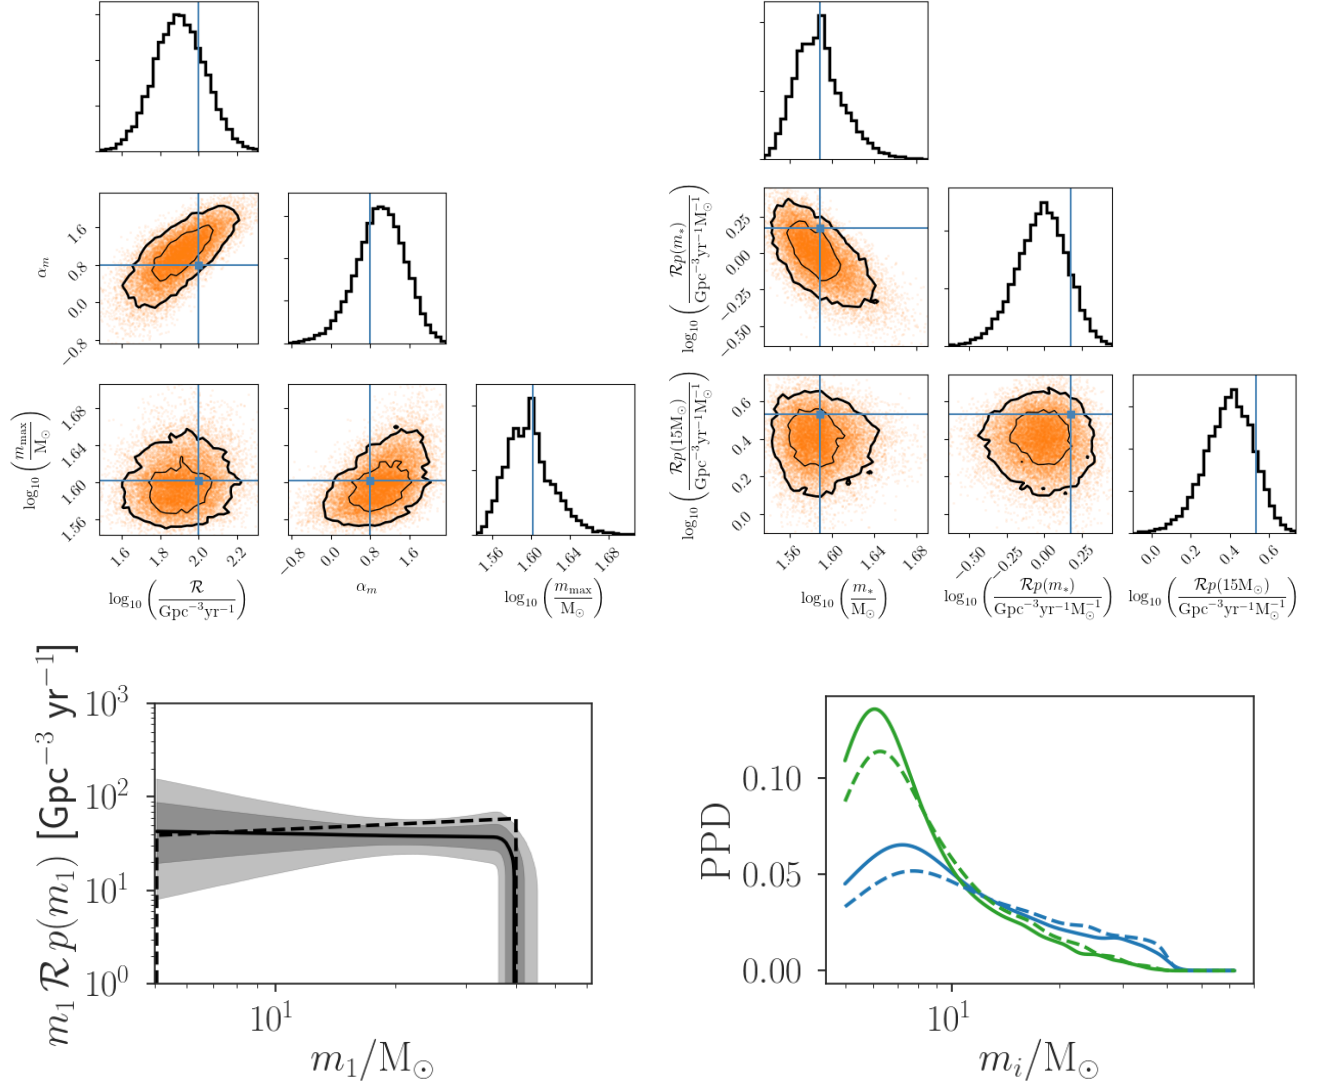 α_m
1.6
0.8
0.0
−0.8
log₁₀ (m_max / M_⊙)
1.68
1.64
1.60
1.56
1.6 1.8 2.0 2.2
log₁₀ (ℛ / Gpc⁻³yr⁻¹)
−0.8 0.0 0.8 1.6
α_m
1.56 1.60 1.64 1.68
log₁₀ (m_max / M_⊙)
log₁₀ (ℛp(m_*) / Gpc⁻³yr⁻¹M_⊙⁻¹)
0.25
0.00
−0.25
−0.50
log₁₀ (ℛp(15M_⊙) / Gpc⁻³yr⁻¹M_⊙⁻¹)
0.6
0.4
0.2
0.0
1.56 1.60 1.64 1.68
log₁₀ (m_* / M_⊙)
−0.50 −0.25 0.00 0.25
log₁₀ (ℛp(m_*) / Gpc⁻³yr⁻¹M_⊙⁻¹)
0.0 0.2 0.4 0.6
log₁₀ (ℛp(15M_⊙) / Gpc⁻³yr⁻¹M_⊙⁻¹)
m₁ ℛ p(m₁) [Gpc⁻³ yr⁻¹]
10³
10²
10¹
10⁰
10¹
m₁/M_⊙
PPD
0.10
0.05
0.00
10¹
m_i/M_⊙